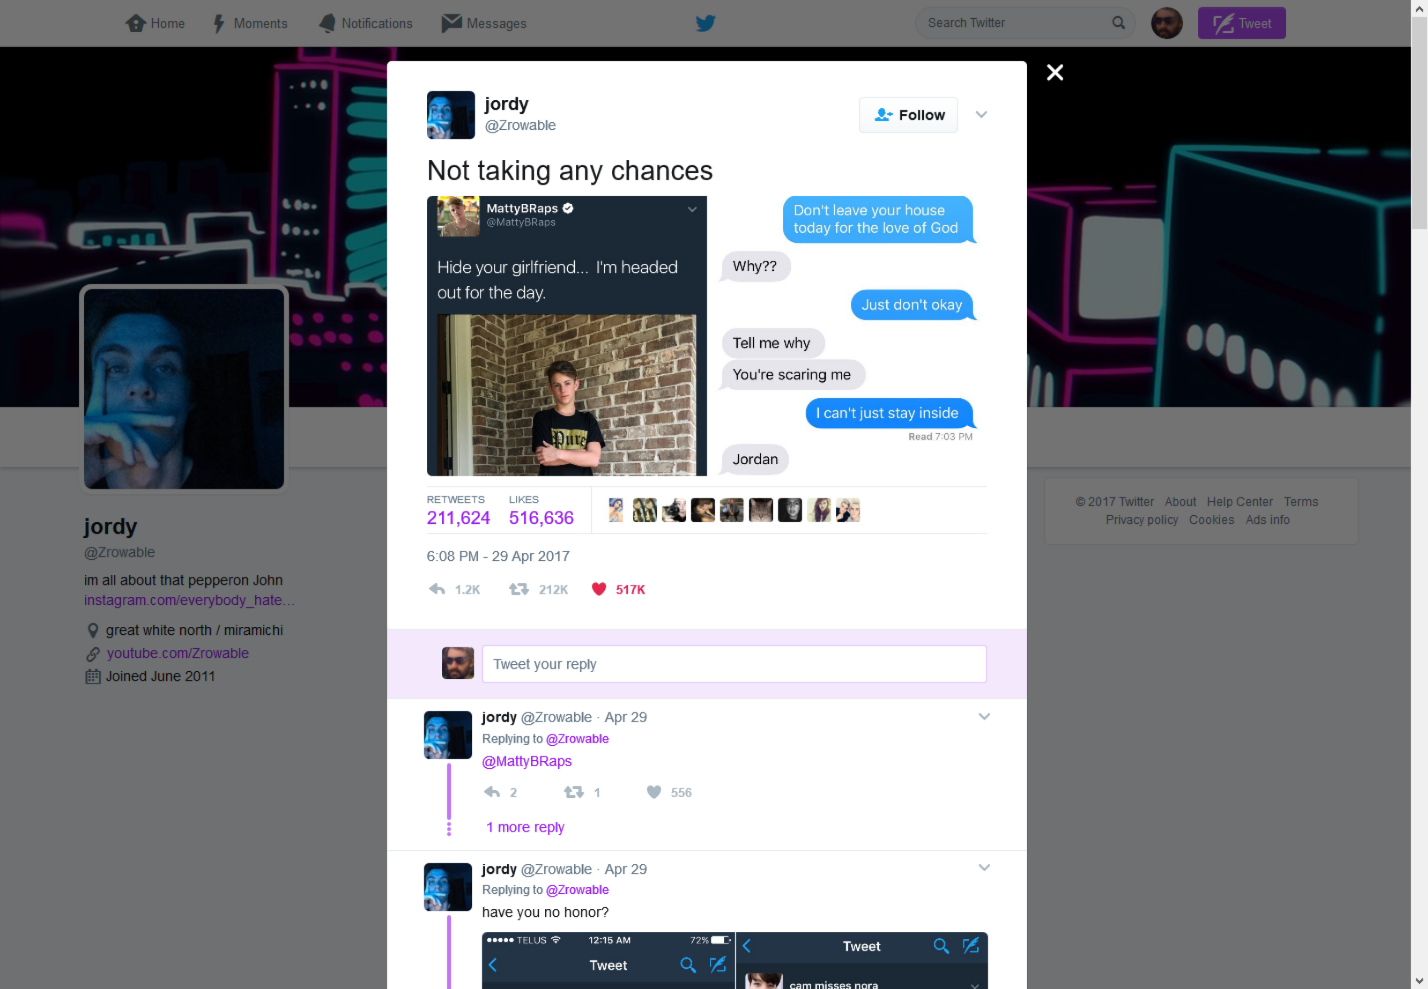 Home
Moments
Notifications
Messages
Search Twitter
Tweet
jordy
@Zrowable
Follow
Not taking any chances
MattyBRaps
@MattyBRaps
Hide your girlfriend... I'm headed
out for the day.
Pure
Don't leave your house
today for the love of God
Why??
Just don't okay
Tell me why
You're scaring me
I can't just stay inside
Read 7:03 PM
Jordan
RETWEETS
LIKES
211,624
516,636
6:08 PM - 29 Apr 2017
1.2K
212K
517K
Tweet your reply
jordy @Zrowable · Apr 29
Replying to @Zrowable
@MattyBRaps
2
1
556
1 more reply
jordy @Zrowable · Apr 29
Replying to @Zrowable
have you no honor?
TELUS
12:15 AM
72%
Tweet
Tweet
cam misses nora
jordy
@Zrowable
im all about that pepperon John
instagram.com/everybody_hate...
great white north / miramichi
youtube.com/Zrowable
Joined June 2011
© 2017 Twitter About Help Center Terms
Privacy policy Cookies Ads info